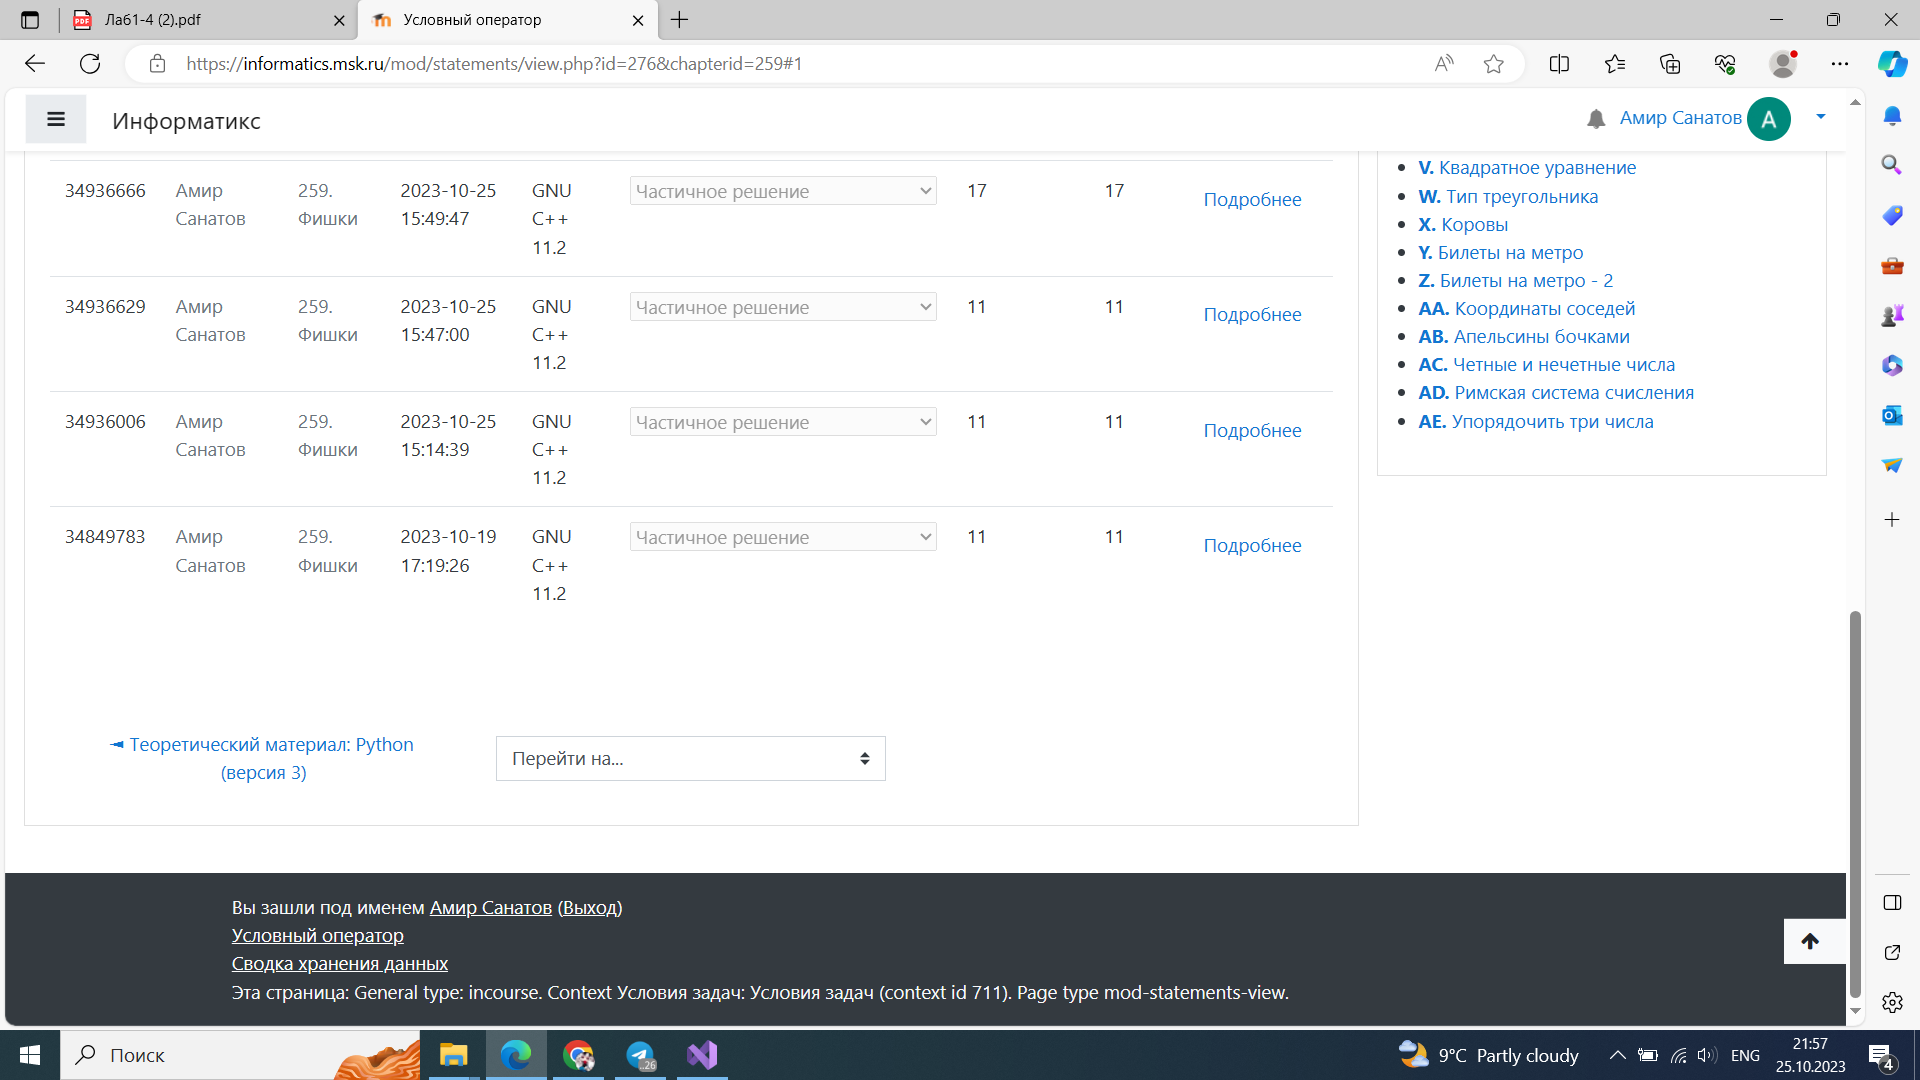 Лаб1-4 (2).pdf
Условный оператор
https://informatics.msk.ru/mod/statements/view.php?id=276&chapterid=259#1
Информатикс
Амир Санатов
A
34936666 Амир Санатов 259. Фишки 2023-10-25 15:49:47 GNU C++ 11.2 Частичное решение 17 17 Подробнее
34936629 Амир Санатов 259. Фишки 2023-10-25 15:47:00 GNU C++ 11.2 Частичное решение 11 11 Подробнее
34936006 Амир Санатов 259. Фишки 2023-10-25 15:14:39 GNU C++ 11.2 Частичное решение 11 11 Подробнее
34849783 Амир Санатов 259. Фишки 2023-10-19 17:19:26 GNU C++ 11.2 Частичное решение 11 11 Подробнее
V. Квадратное уравнение
W. Тип треугольника
X. Коровы
Y. Билеты на метро
Z. Билеты на метро - 2
AA. Координаты соседей
AB. Апельсины бочками
AC. Четные и нечетные числа
AD. Римская система счисления
AE. Упорядочить три числа
◄ Теоретический материал: Python
(версия 3)
Перейти на...
Вы зашли под именем Амир Санатов (Выход)
Условный оператор
Сводка хранения данных
Эта страница: General type: incourse. Context Условия задач: Условия задач (context id 711). Page type mod-statements-view.
Поиск
26
9°C Partly cloudy
ENG
21:57
25.10.2023
4